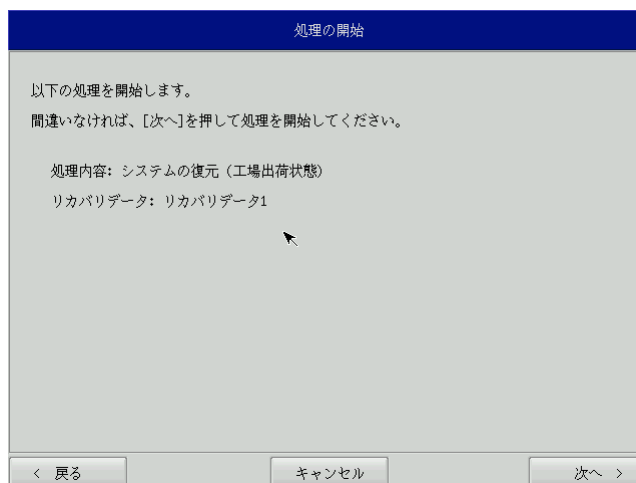 処理の開始
以下の処理を開始します。
間違いなければ、[次へ]を押して処理を開始してください。
処理内容: システムの復元（工場出荷状態）
リカバリデータ: リカバリデータ1
< 戻る
キャンセル
次へ >